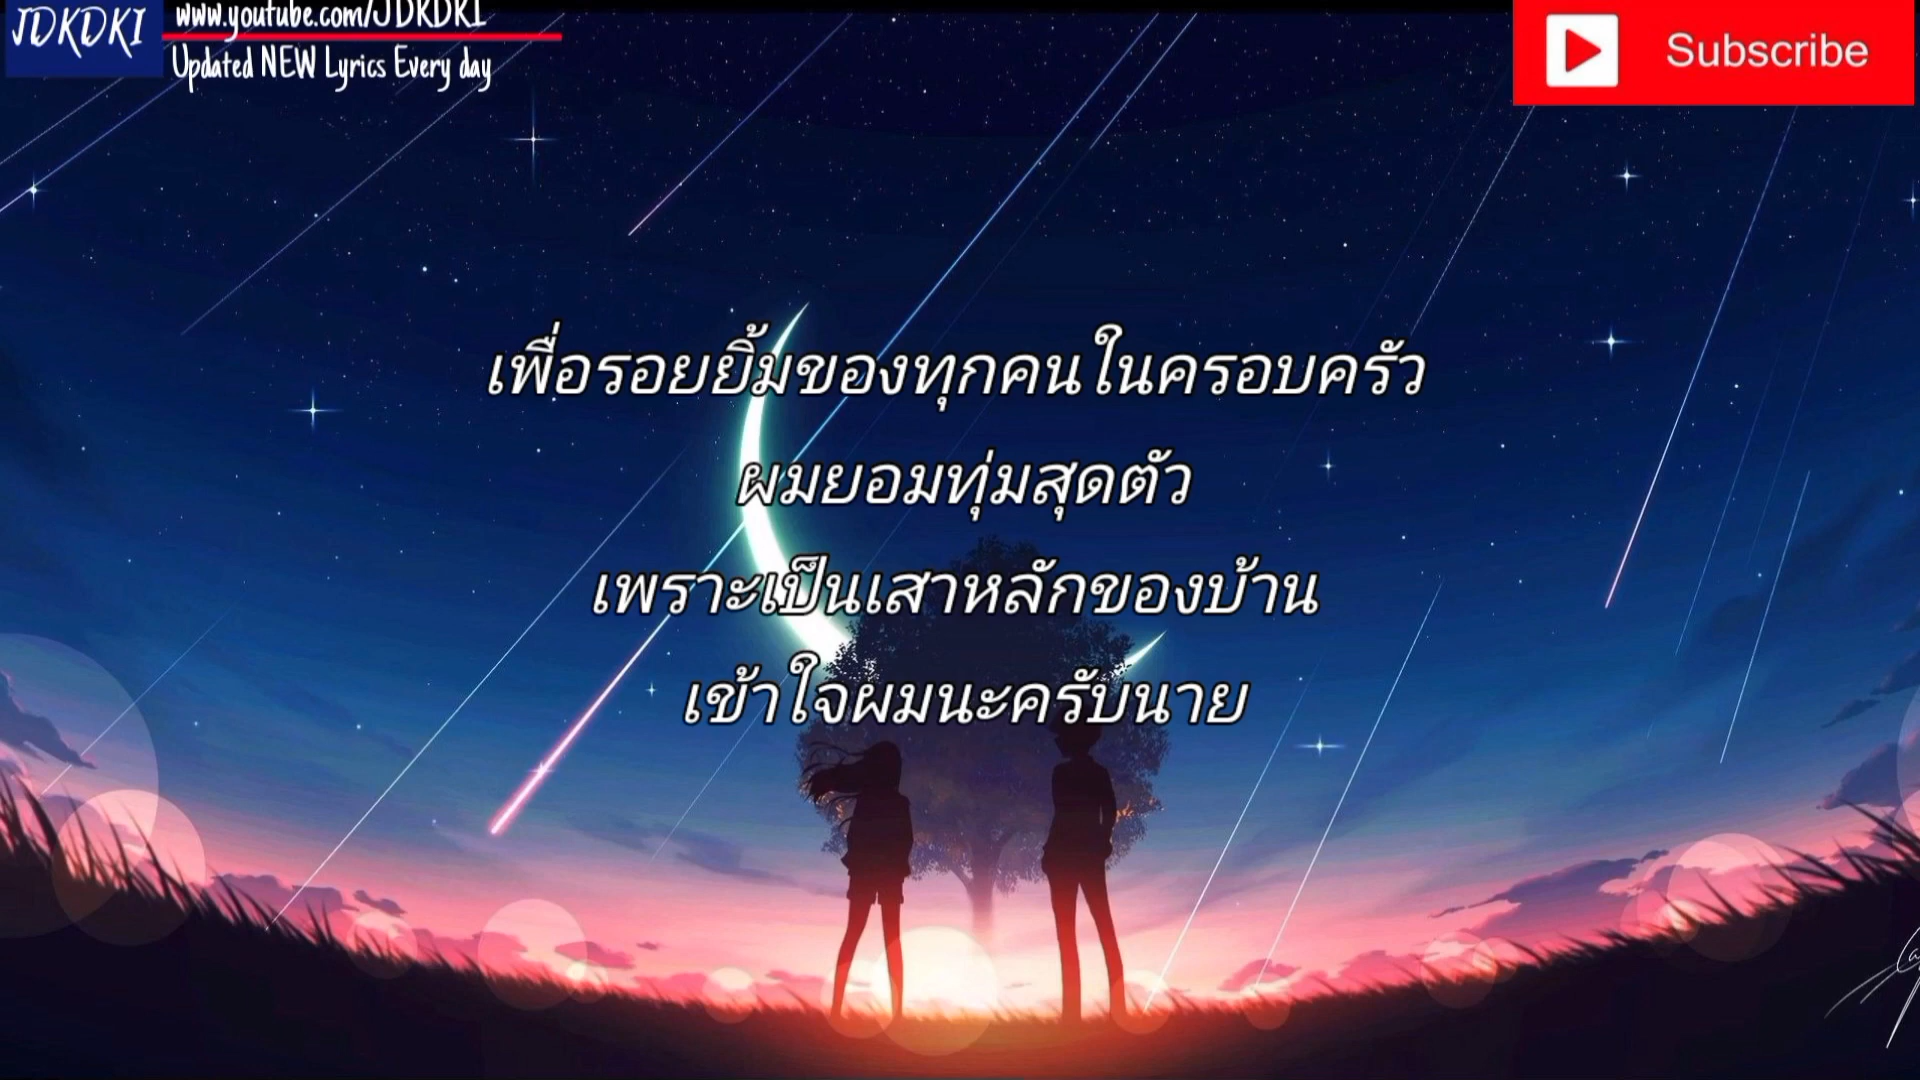 JDKDKI
www.youtube.com/JDKDKI
Updated NEW Lyrics Every day
Subscribe
เพื่อรอยยิ้มของทุกคนในครอบครัว
ผมยอมทุ่มสุดตัว
เพราะเป็นเสาหลักของบ้าน
เข้าใจผมนะครับนาย